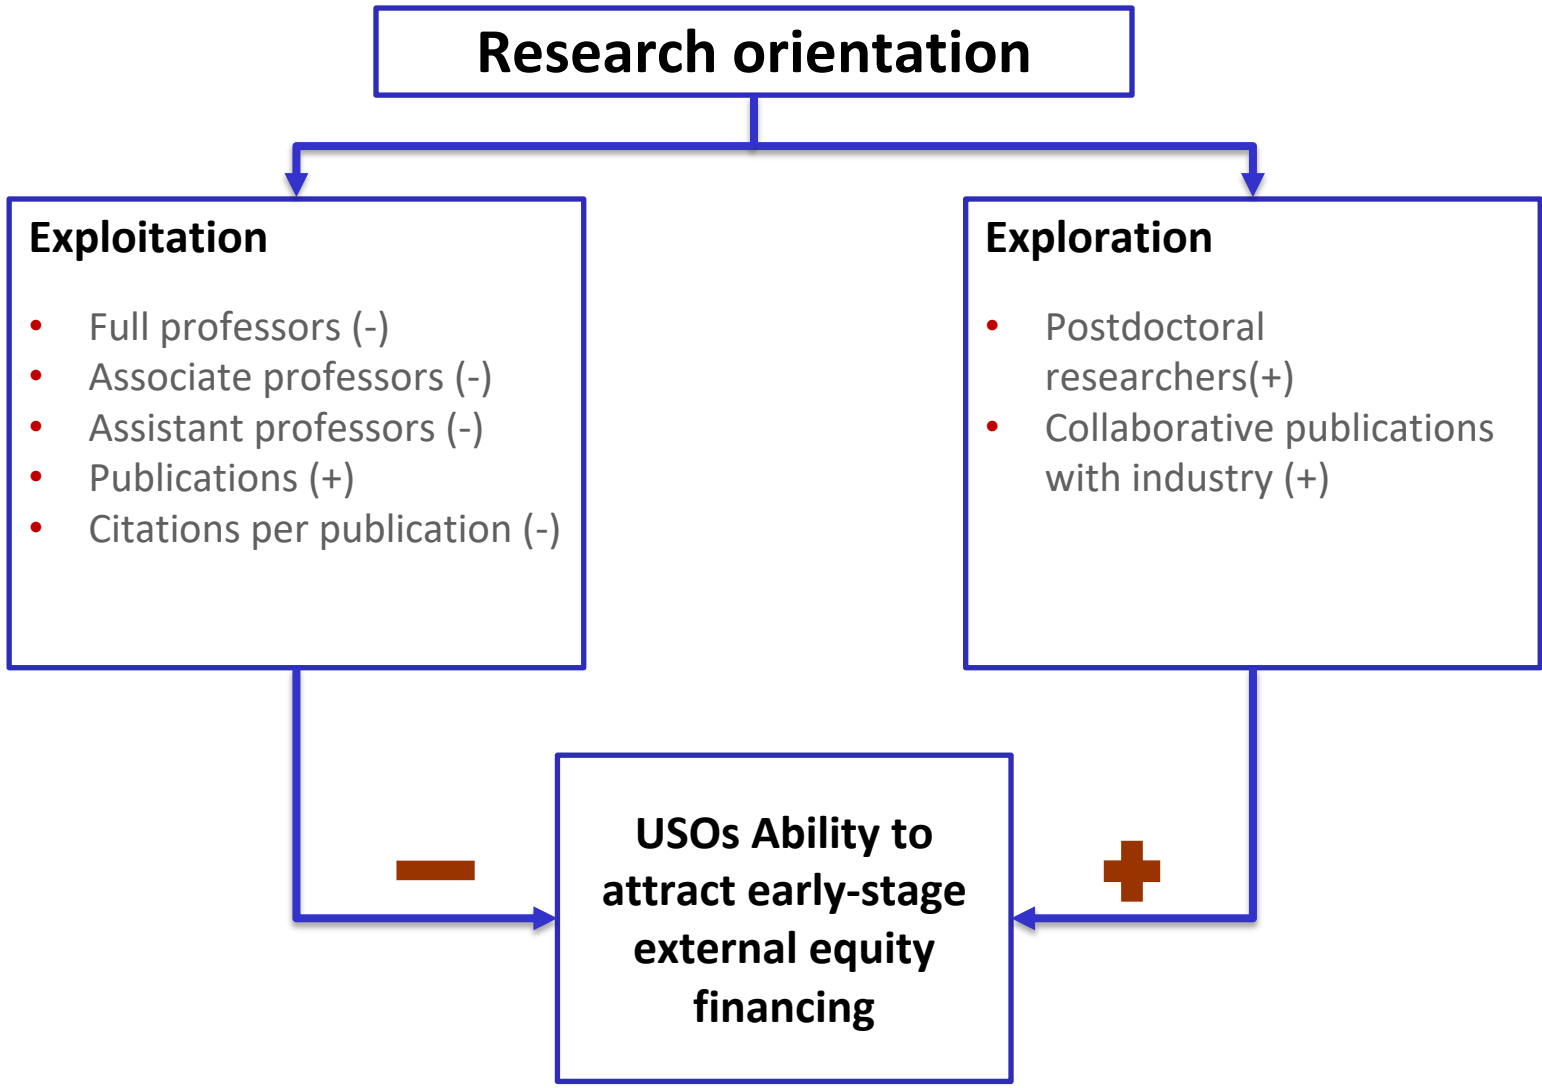 Research orientation
Exploitation
• Full professors (-)
• Associate professors (-)
• Assistant professors (-)
• Publications (+)
• Citations per publication (-)
Exploration
• Postdoctoral
researchers(+)
• Collaborative publications
with industry (+)
USOs Ability to
attract early-stage
external equity
financing